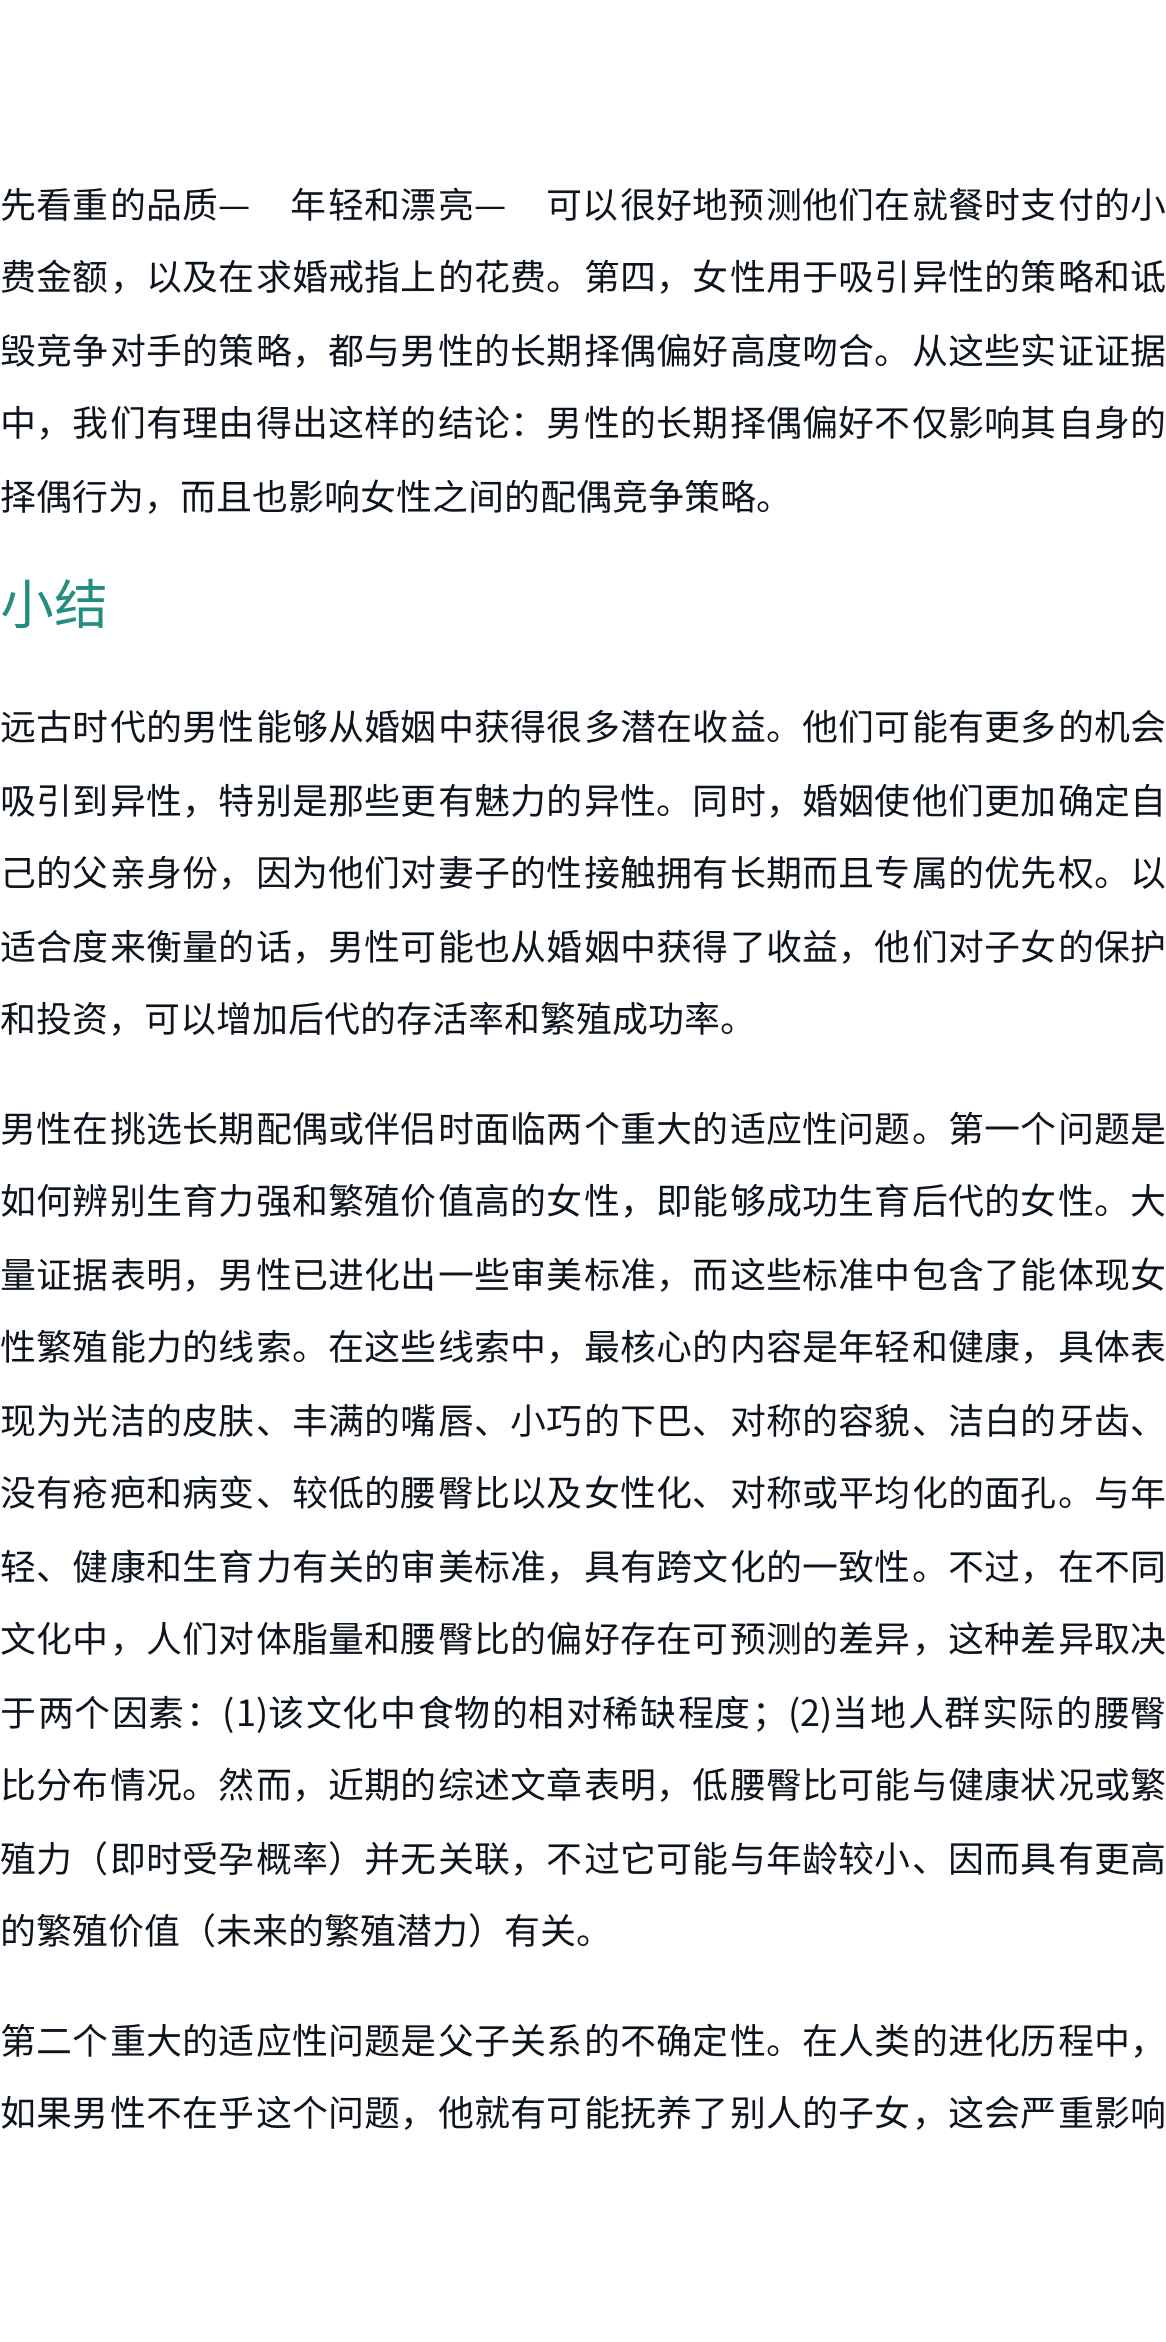 先看重的品质— 年轻和漂亮— 可以很好地预测他们在就餐时支付的小
费金额，以及在求婚戒指上的花费。第四，女性用于吸引异性的策略和诋
毁竞争对手的策略，都与男性的长期择偶偏好高度吻合。从这些实证证据
中，我们有理由得出这样的结论：男性的长期择偶偏好不仅影响其自身的
择偶行为，而且也影响女性之间的配偶竞争策略。
小结
远古时代的男性能够从婚姻中获得很多潜在收益。他们可能有更多的机会
吸引到异性，特别是那些更有魅力的异性。同时，婚姻使他们更加确定自
己的父亲身份，因为他们对妻子的性接触拥有长期而且专属的优先权。以
适合度来衡量的话，男性可能也从婚姻中获得了收益，他们对子女的保护
和投资，可以增加后代的存活率和繁殖成功率。
男性在挑选长期配偶或伴侣时面临两个重大的适应性问题。第一个问题是
如何辨别生育力强和繁殖价值高的女性，即能够成功生育后代的女性。大
量证据表明，男性已进化出一些审美标准，而这些标准中包含了能体现女
性繁殖能力的线索。在这些线索中，最核心的内容是年轻和健康，具体表
现为光洁的皮肤、丰满的嘴唇、小巧的下巴、对称的容貌、洁白的牙齿、
没有疮疤和病变、较低的腰臀比以及女性化、对称或平均化的面孔。与年
轻、健康和生育力有关的审美标准，具有跨文化的一致性。不过，在不同
文化中，人们对体脂量和腰臀比的偏好存在可预测的差异，这种差异取决
于两个因素：(1)该文化中食物的相对稀缺程度；(2)当地人群实际的腰臀
比分布情况。然而，近期的综述文章表明，低腰臀比可能与健康状况或繁
殖力（即时受孕概率）并无关联，不过它可能与年龄较小、因而具有更高
的繁殖价值（未来的繁殖潜力）有关。
第二个重大的适应性问题是父子关系的不确定性。在人类的进化历程中，
如果男性不在乎这个问题，他就有可能抚养了别人的子女，这会严重影响